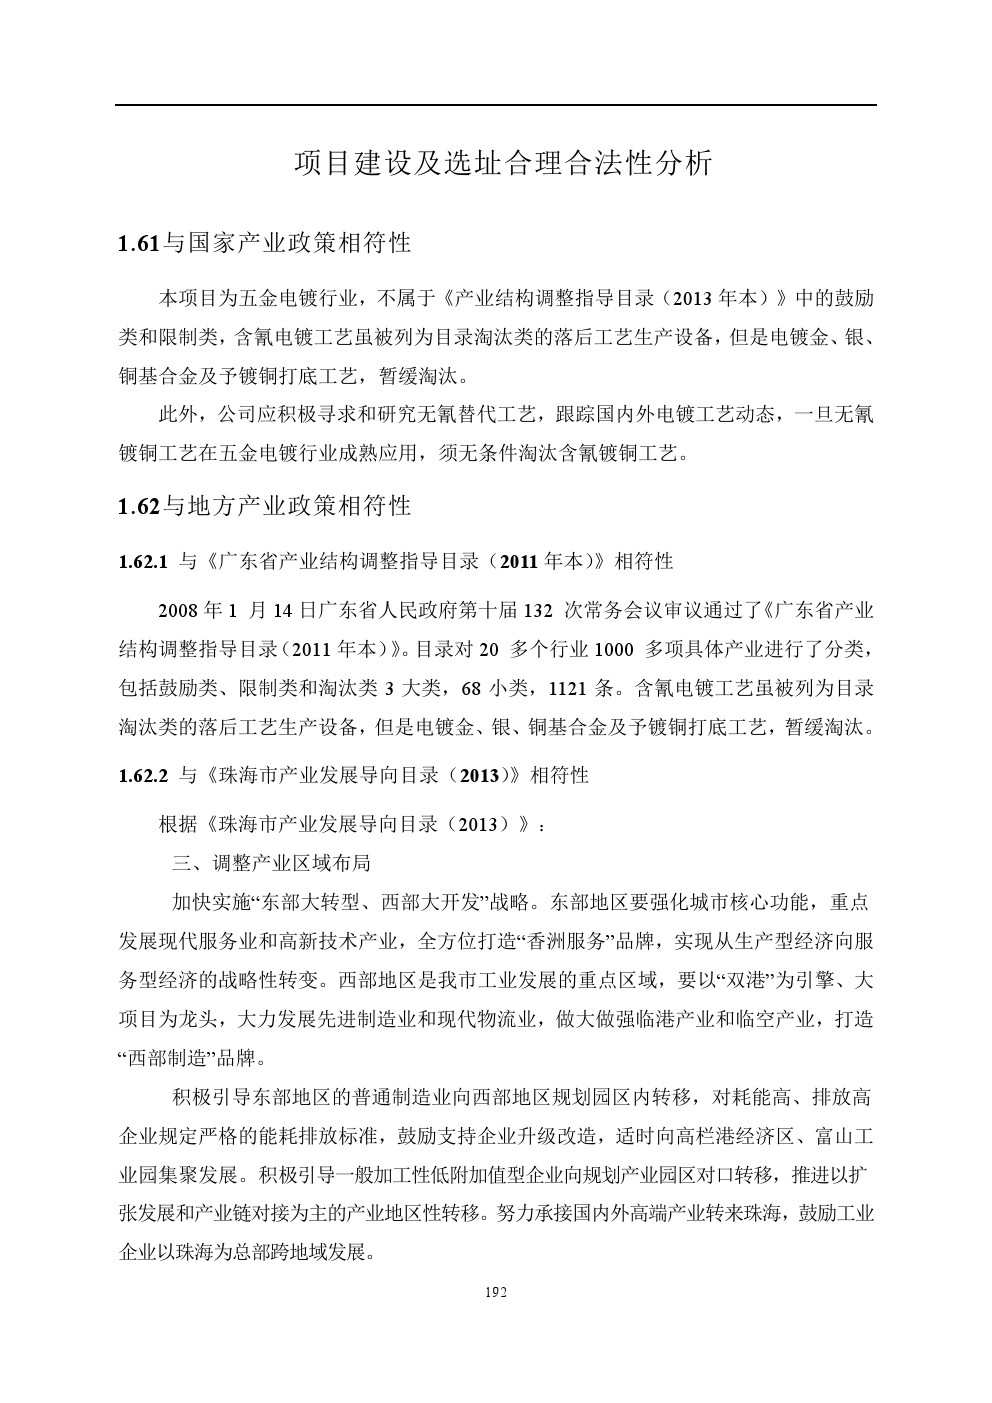 项目建设及选址合理合法性分析
1.61与国家产业政策相符性
本项目为五金电镀行业，不属于《产业结构调整指导目录（2013 年本）》中的鼓励
类和限制类，含氰电镀工艺虽被列为目录淘汰类的落后工艺生产设备，但是电镀金、银、
铜基合金及予镀铜打底工艺，暂缓淘汰。
此外，公司应积极寻求和研究无氰替代工艺，跟踪国内外电镀工艺动态，一旦无氰
镀铜工艺在五金电镀行业成熟应用，须无条件淘汰含氰镀铜工艺。
1.62与地方产业政策相符性
1.62.1 与《广东省产业结构调整指导目录（2011 年本）》相符性
2008 年 1 月 14 日广东省人民政府第十届 132 次常务会议审议通过了《广东省产业
结构调整指导目录（2011 年本）》。目录对 20 多个行业 1000 多项具体产业进行了分类，
包括鼓励类、限制类和淘汰类 3 大类，68 小类，1121 条。含氰电镀工艺虽被列为目录
淘汰类的落后工艺生产设备，但是电镀金、银、铜基合金及予镀铜打底工艺，暂缓淘汰。
1.62.2 与《珠海市产业发展导向目录（2013）》相符性
根据《珠海市产业发展导向目录（2013）》：
三、调整产业区域布局
加快实施“东部大转型、西部大开发”战略。东部地区要强化城市核心功能，重点
发展现代服务业和高新技术产业，全方位打造“香洲服务”品牌，实现从生产型经济向服
务型经济的战略性转变。西部地区是我市工业发展的重点区域，要以“双港”为引擎、大
项目为龙头，大力发展先进制造业和现代物流业，做大做强临港产业和临空产业，打造
“西部制造”品牌。
积极引导东部地区的普通制造业向西部地区规划园区内转移，对耗能高、排放高
企业规定严格的能耗排放标准，鼓励支持企业升级改造，适时向高栏港经济区、富山工
业园集聚发展。积极引导一般加工性低附加值型企业向规划产业园区对口转移，推进以扩
张发展和产业链对接为主的产业地区性转移。努力承接国内外高端产业转来珠海，鼓励工业
企业以珠海为总部跨地域发展。
192